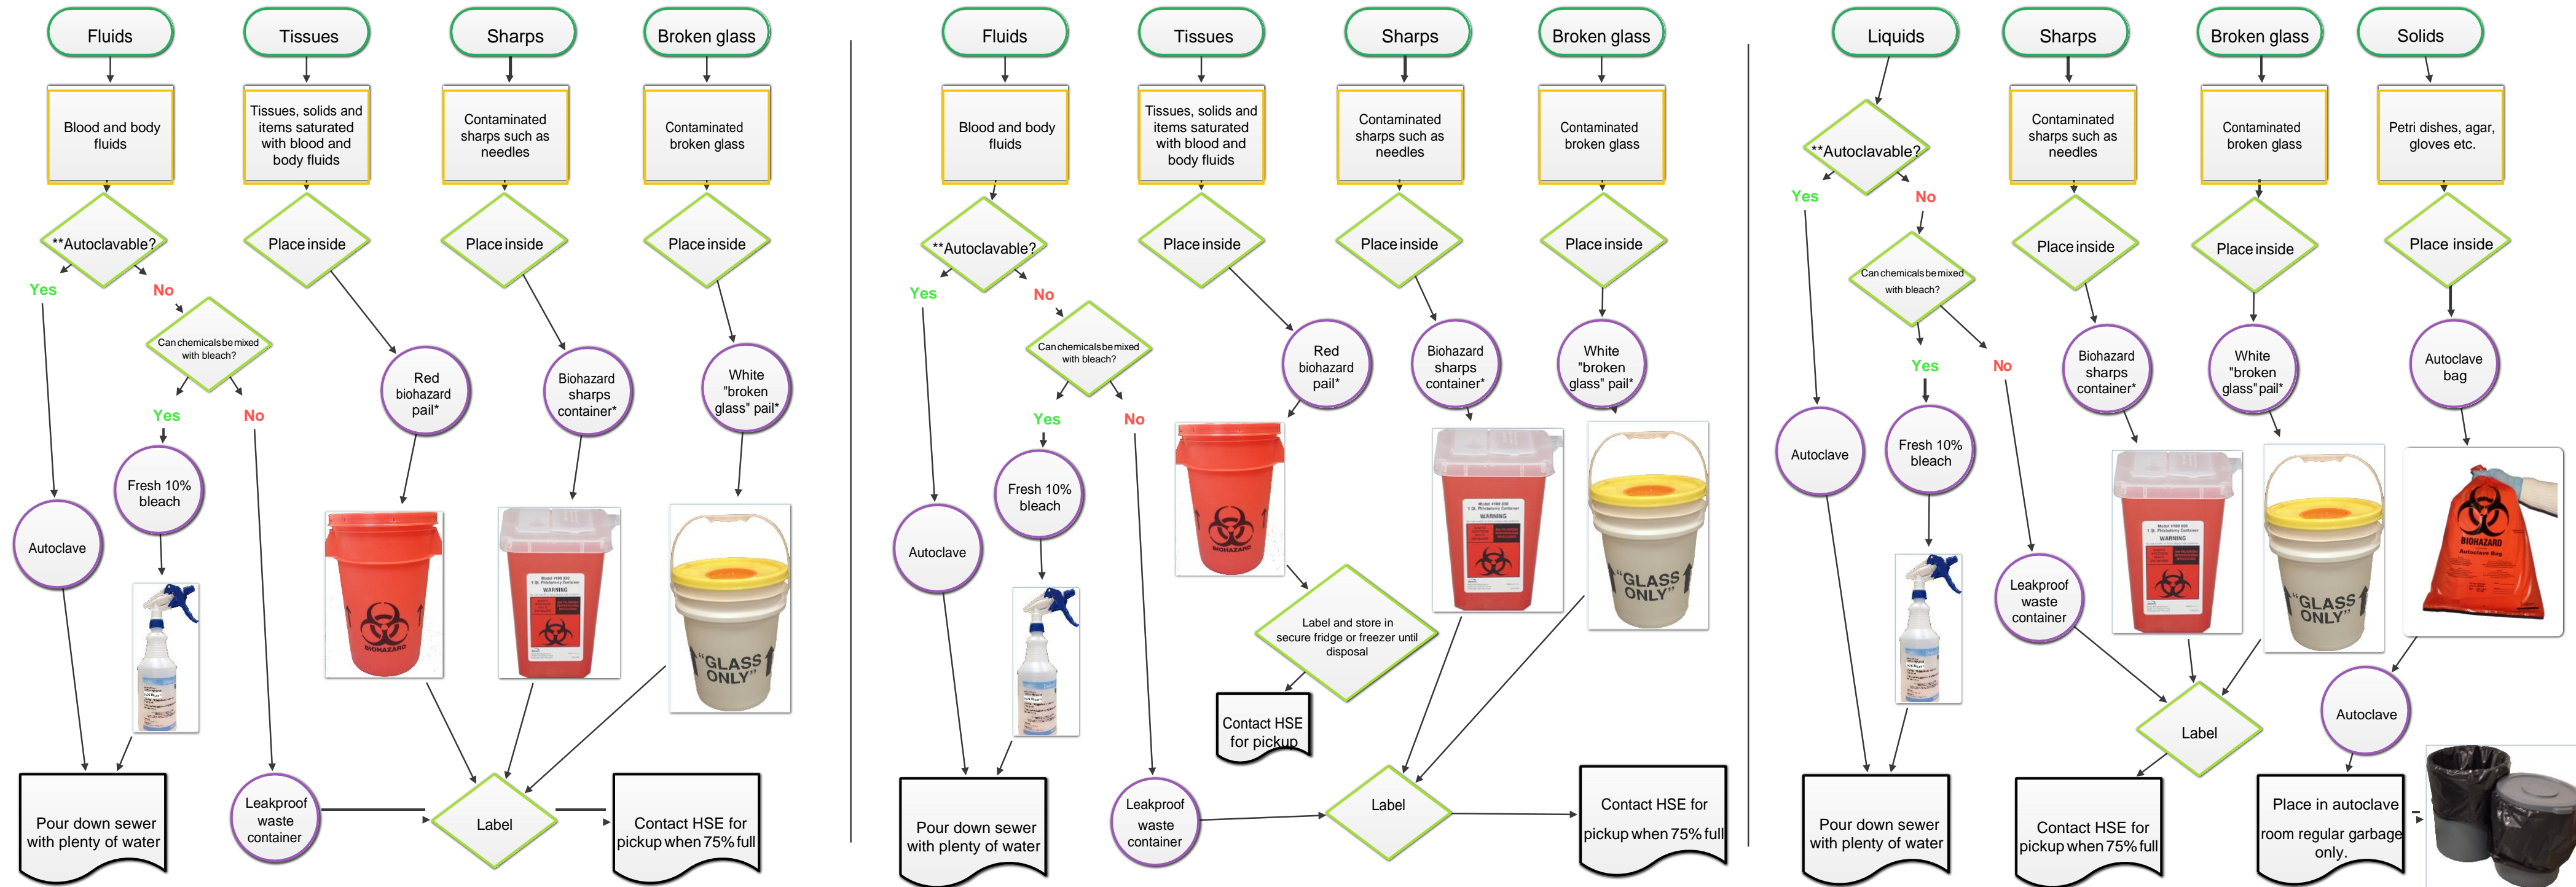 Fluids
Blood and body
fluids
**Autoclavable?
Yes
No
Can chemicals be mixed
with bleach?
Yes
No
Fresh 10%
bleach
Autoclave
Pour down sewer
with plenty of water
Leakproof
waste
container
Tissues
Tissues, solids and
items saturated
with blood and
body fluids
Place inside
Red
biohazard
pail*
BIOHAZARD
Sharps
Contaminated
sharps such as
needles
Place inside
Biohazard
sharps
container*
WARNING
Broken glass
Contaminated
broken glass
Place inside
White
"broken
glass" pail*
"GLASS
ONLY"
Label
Contact HSE for
pickup when 75% full
Fluids
Blood and body
fluids
**Autoclavable?
Yes
No
Can chemicals be mixed
with bleach?
Yes
No
Fresh 10%
bleach
Autoclave
Pour down sewer
with plenty of water
Leakproof
waste
container
Tissues
Tissues, solids and
items saturated
with blood and
body fluids
Place inside
Red
biohazard
pail*
BIOHAZARD
Label and store in
secure fridge or freezer until
disposal
Contact HSE
for pickup
Sharps
Contaminated
sharps such as
needles
Place inside
Biohazard
sharps
container*
WARNING
Broken glass
Contaminated
broken glass
Place inside
White
"broken
glass" pail*
"GLASS
ONLY"
Label
Contact HSE for
pickup when 75% full
Liquids
**Autoclavable?
Yes
No
Can chemicals be mixed
with bleach?
Yes
No
Autoclave
Fresh 10%
bleach
Pour down sewer
with plenty of water
Leakproof
waste
container
Sharps
Contaminated
sharps such as
needles
Place inside
Biohazard
sharps
container*
WARNING
Broken glass
Contaminated
broken glass
Place inside
White
"broken
glass" pail*
"GLASS
ONLY"
Label
Contact HSE for
pickup when 75% full
Solids
Petri dishes, agar,
gloves etc.
Place inside
Autoclave
bag
BIOHAZARD
Autoclave Bag
Autoclave
Place in autoclave
room regular garbage
only.